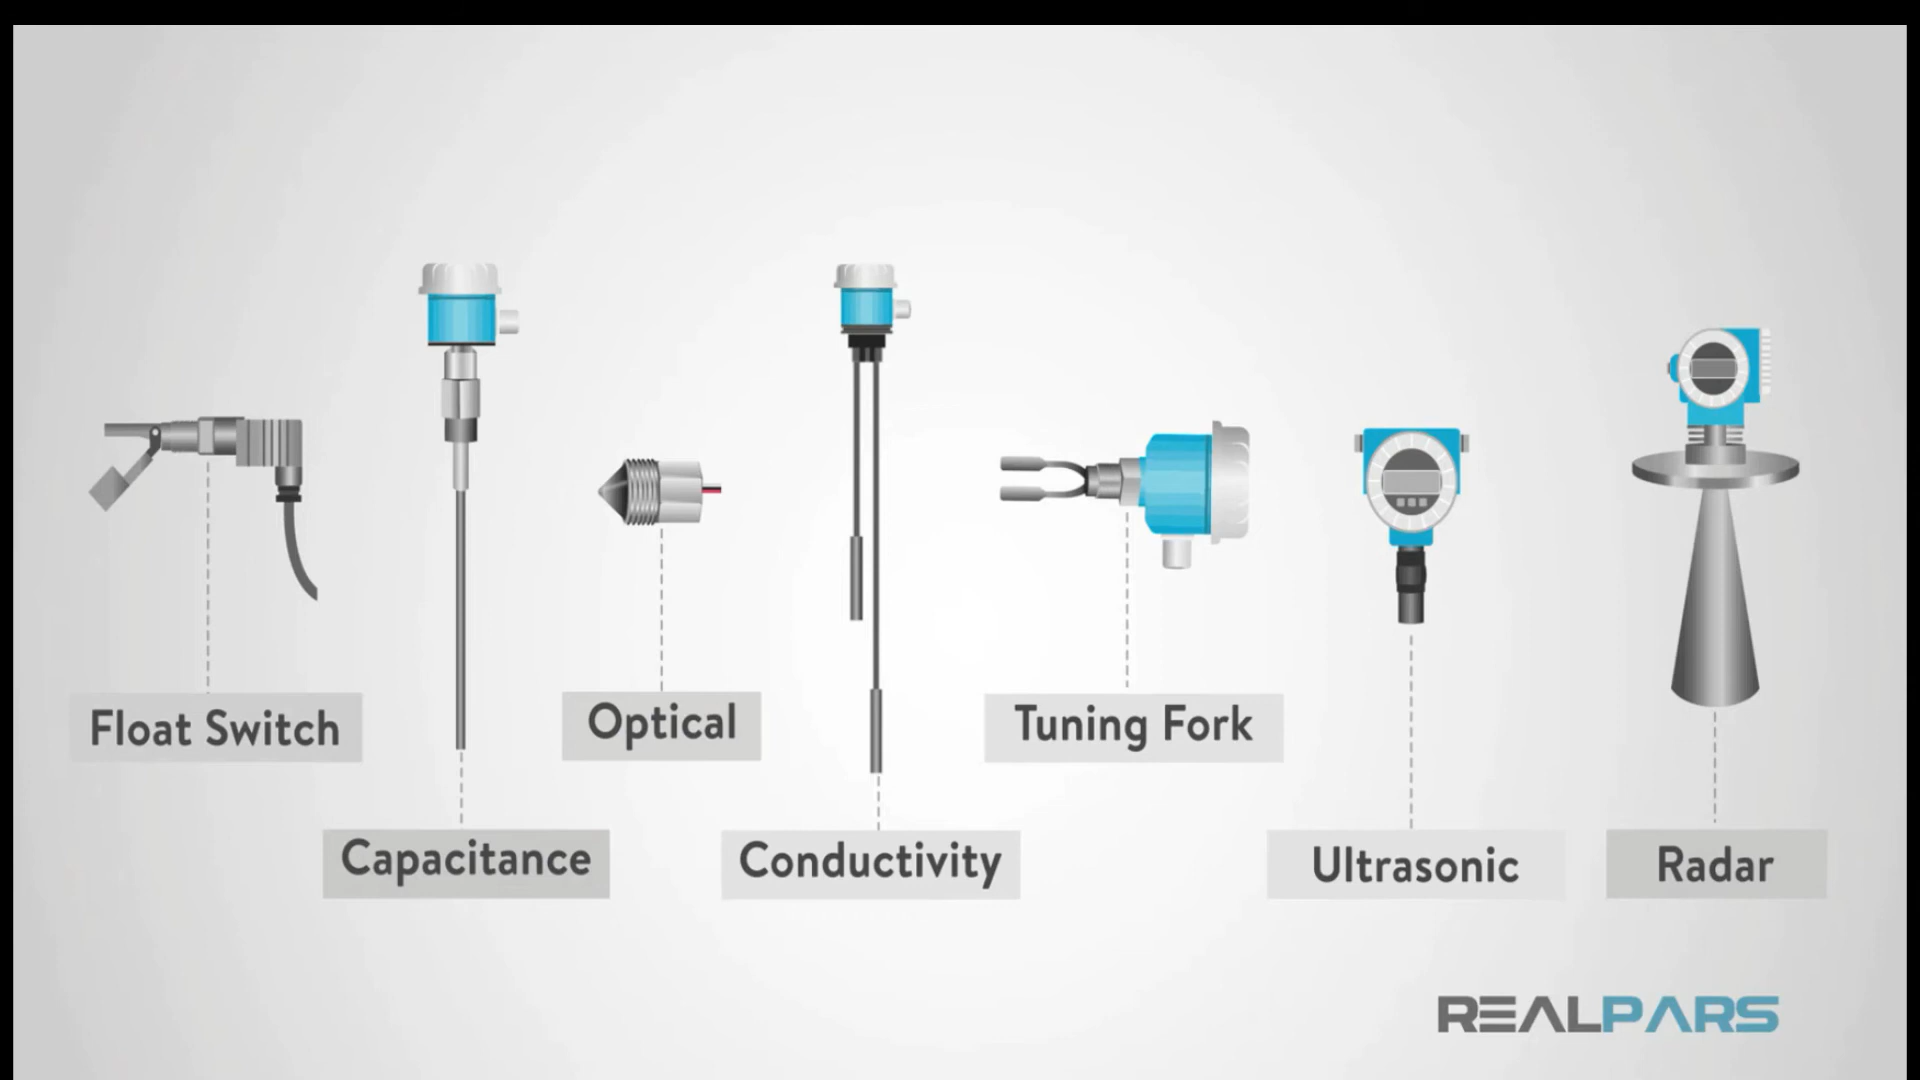 Float Switch
Capacitance
Optical
Conductivity
Tuning Fork
Ultrasonic
Radar
REALPARS